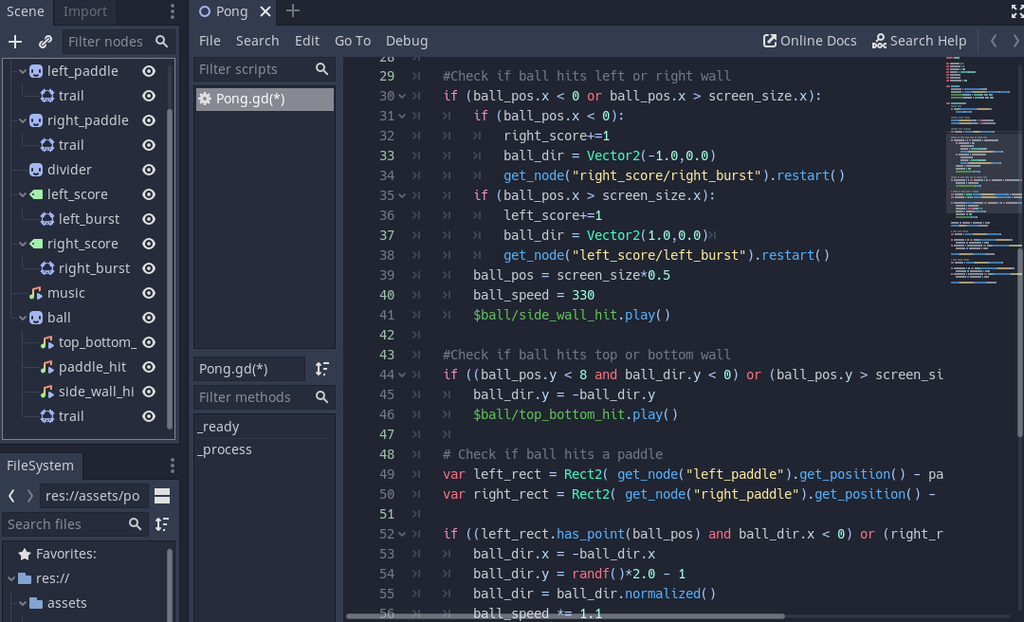 Scene Import
Filter nodes
left_paddle
trail
right_paddle
trail
divider
left_score
left_burst
right_score
right_burst
music
ball
top_bottom_
paddle_hit
side_wall_hi
trail
FileSystem
res://assets/po
Search files
Favorites:
res://
assets
Pong
File Search Edit Go To Debug
Online Docs Search Help
Filter scripts
Pong.gd(*)
Pong.gd(*)
Filter methods
_ready
_process
28
29 #Check if ball hits left or right wall
30 if (ball_pos.x < 0 or ball_pos.x > screen_size.x):
31 if (ball_pos.x < 0):
32 right_score+=1
33 ball_dir = Vector2(-1.0,0.0)
34 get_node("right_score/right_burst").restart()
35 if (ball_pos.x > screen_size.x):
36 left_score+=1
37 ball_dir = Vector2(1.0,0.0)
38 get_node("left_score/left_burst").restart()
39 ball_pos = screen_size*0.5
40 ball_speed = 330
41 $ball/side_wall_hit.play()
42
43 #Check if ball hits top or bottom wall
44 if ((ball_pos.y < 8 and ball_dir.y < 0) or (ball_pos.y > screen_si
45 ball_dir.y = -ball_dir.y
46 $ball/top_bottom_hit.play()
47
48 # Check if ball hits a paddle
49 var left_rect = Rect2( get_node("left_paddle").get_position() - pa
50 var right_rect = Rect2( get_node("right_paddle").get_position() -
51
52 if ((left_rect.has_point(ball_pos) and ball_dir.x < 0) or (right_r
53 ball_dir.x = -ball_dir.x
54 ball_dir.y = randf()*2.0 - 1
55 ball_dir = ball_dir.normalized()
56 ball_speed *= 1.1